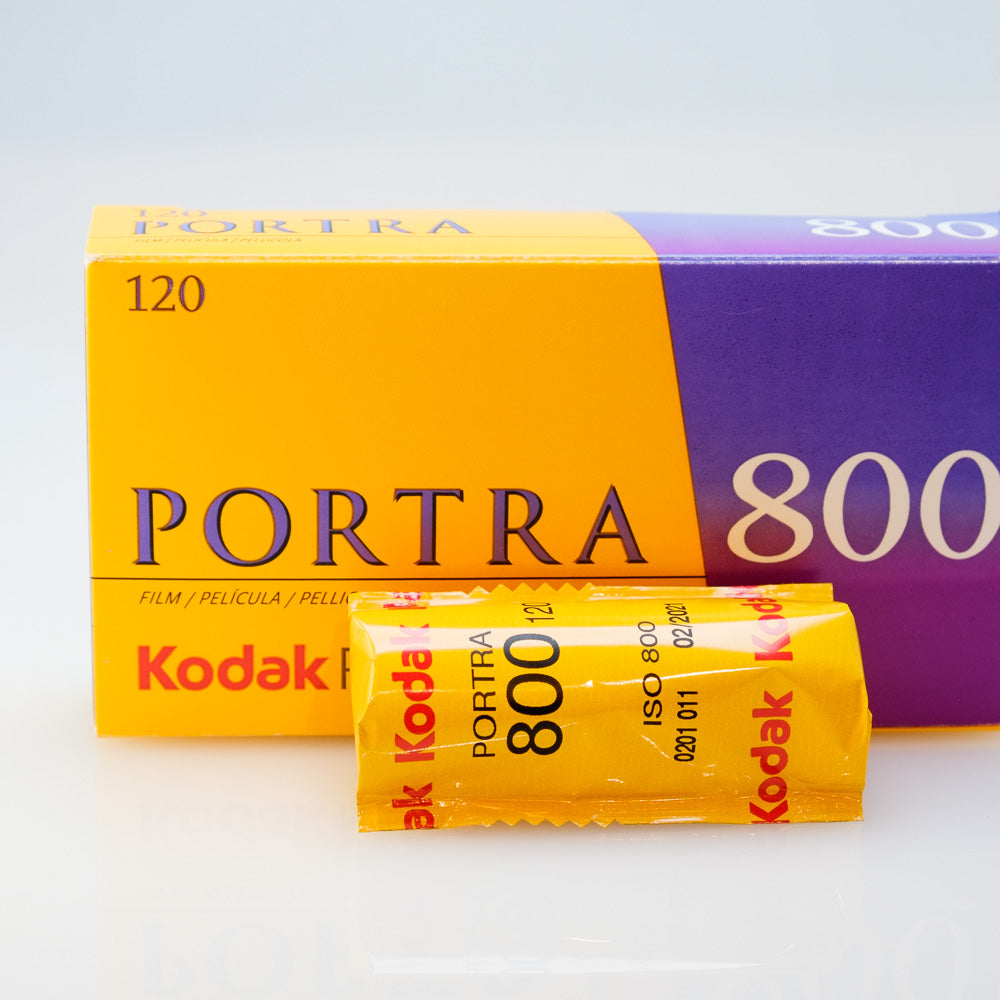 120
PORTRA
800
FILM / PELÍCULA / PELLICOLA
120
PORTRA
800
FILM / PELÍCULA / PELLIC
Kodak
Kodak
Kodak
PORTRA
800
120
ISO 800
02/2021
0201 011
Kodak
Kodak